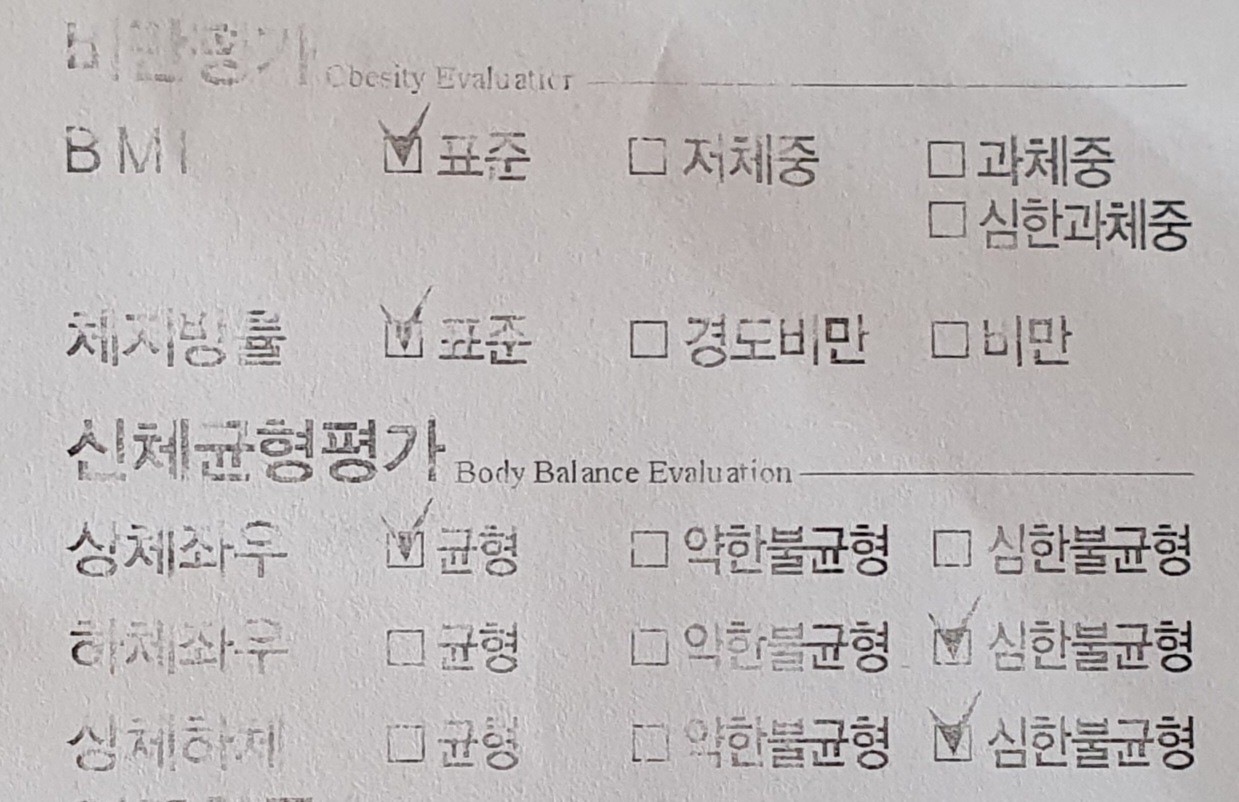 비만평가 Obesity Evaluation
BMI ☑ 표준 ☐ 저체중 ☐ 과체중
☐ 심한과체중
체지방률 ☑ 표준 ☐ 경도비만 ☐ 비만
신체균형평가 Body Balance Evaluation
상체좌우 ☑ 균형 ☐ 약한불균형 ☐ 심한불균형
하체좌우 ☐ 균형 ☐ 약한불균형 ☑ 심한불균형
상체하체 ☐ 균형 ☐ 약한불균형 ☑ 심한불균형